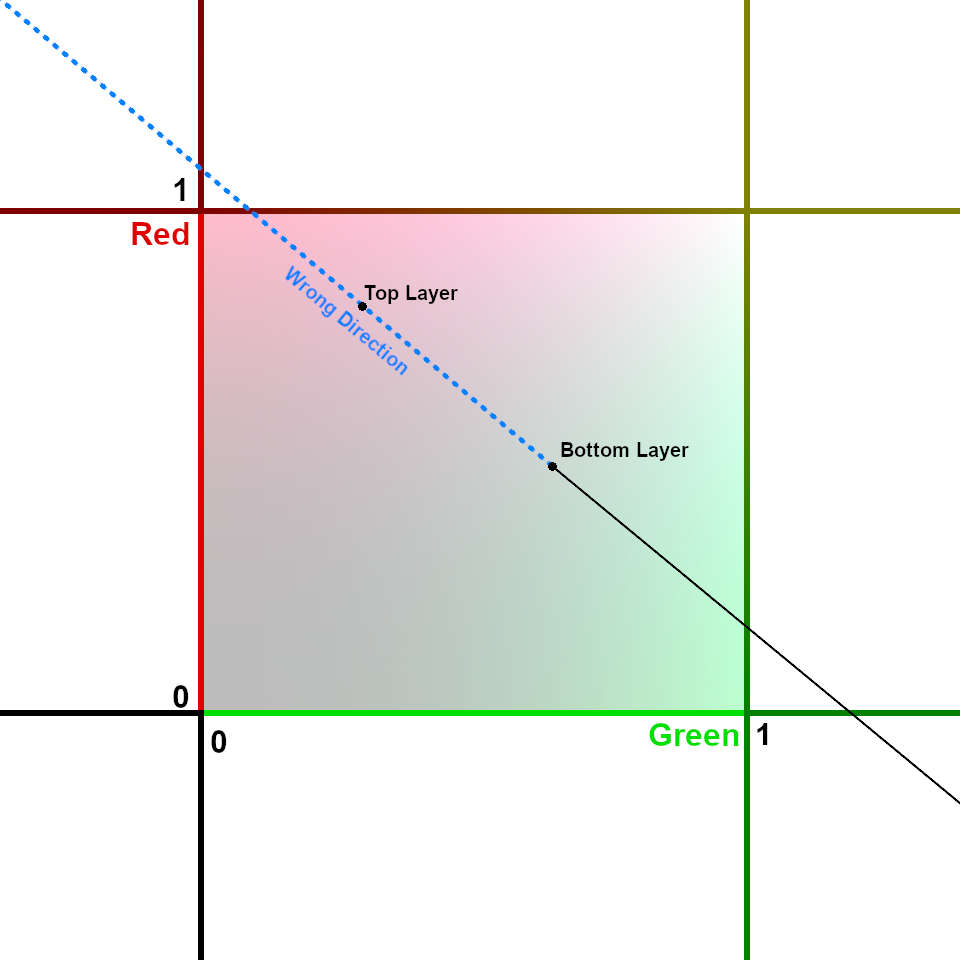 1
Red
Wrong Direction
Top Layer
Bottom Layer
0
0
Green
1